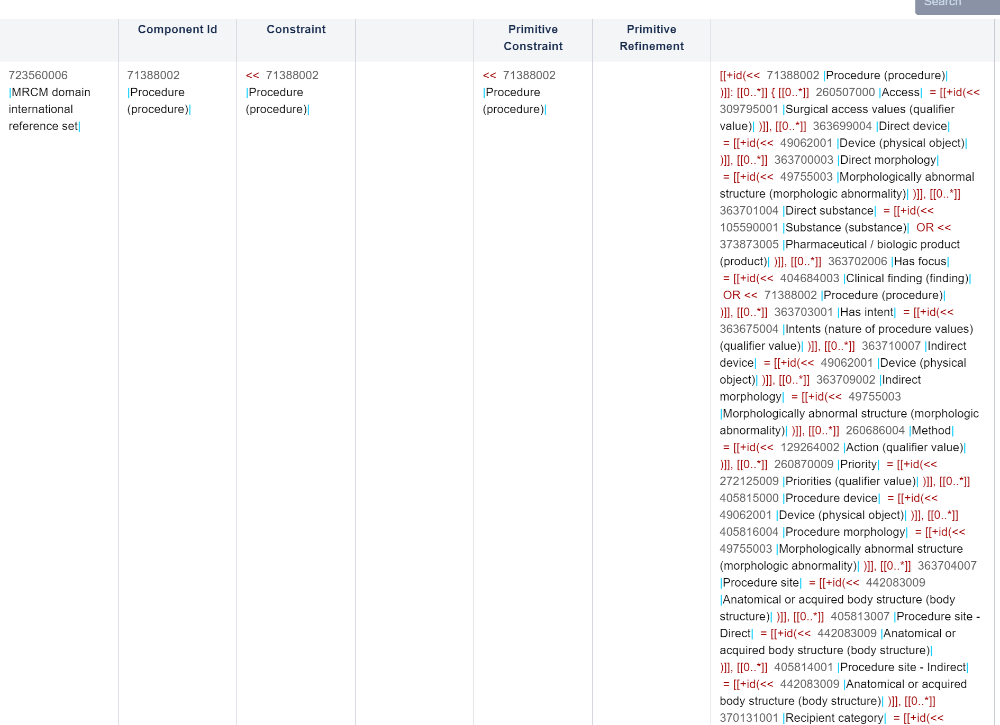 Search
Component Id
Constraint
Primitive
Constraint
Primitive
Refinement
723560006
|MRCM domain
international
reference set|
71388002
|Procedure
(procedure)|
<< 71388002
|Procedure
(procedure)|
<< 71388002
|Procedure
(procedure)|
[[+id(<< 71388002 |Procedure (procedure)|
)]]: [[0..*]] { [[0..*]] 260507000 |Access| = [[+id(<<
309795001 |Surgical access values (qualifier
value)| )]], [[0..*]] 363699004 |Direct device|
= [[+id(<< 49062001 |Device (physical object)|
)]], [[0..*]] 363700003 |Direct morphology|
= [[+id(<< 49755003 |Morphologically abnormal
structure (morphologic abnormality)| )]], [[0..*]]
363701004 |Direct substance| = [[+id(<<
105590001 |Substance (substance)| OR <<
373873005 |Pharmaceutical / biologic product
(product)| )]], [[0..*]] 363702006 |Has focus|
= [[+id(<< 404684003 |Clinical finding (finding)|
OR << 71388002 |Procedure (procedure)|
)]], [[0..*]] 363703001 |Has intent| = [[+id(<<
363675004 |Intents (nature of procedure values)
(qualifier value)| )]], [[0..*]] 363710007 |Indirect
device| = [[+id(<< 49062001 |Device (physical
object)| )]], [[0..*]] 363709002 |Indirect
morphology| = [[+id(<< 49755003
|Morphologically abnormal structure (morphologic
abnormality)| )]], [[0..*]] 260686004 |Method|
= [[+id(<< 129264002 |Action (qualifier value)|
)]], [[0..*]] 260870009 |Priority| = [[+id(<<
272125009 |Priorities (qualifier value)| )]], [[0..*]]
405815000 |Procedure device| = [[+id(<<
49062001 |Device (physical object)| )]], [[0..*]]
405816004 |Procedure morphology| = [[+id(<<
49755003 |Morphologically abnormal structure
(morphologic abnormality)| )]], [[0..*]] 363704007
|Procedure site| = [[+id(<< 442083009
|Anatomical or acquired body structure (body
structure)| )]], [[0..*]] 405813007 |Procedure site -
Direct| = [[+id(<< 442083009 |Anatomical or
acquired body structure (body structure)|
)]], [[0..*]] 405814001 |Procedure site - Indirect|
= [[+id(<< 442083009 |Anatomical or acquired
body structure (body structure)| )]], [[0..*]]
370131001 |Recipient category| = [[+id(<<